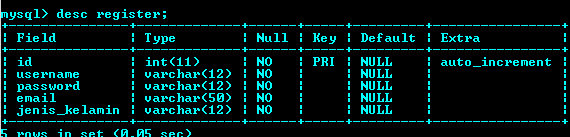 mysql> desc register;
| Field | Type | Null | Key | Default | Extra |
| id | int(11) | NO | PRI | NULL | auto_increment |
| username | varchar(12) | NO | | NULL | |
| password | varchar(12) | NO | | NULL | |
| email | varchar(50) | NO | | NULL | |
| jenis_kelamin | varchar(12) | NO | | NULL | |
5 rows in set (0.05 sec)